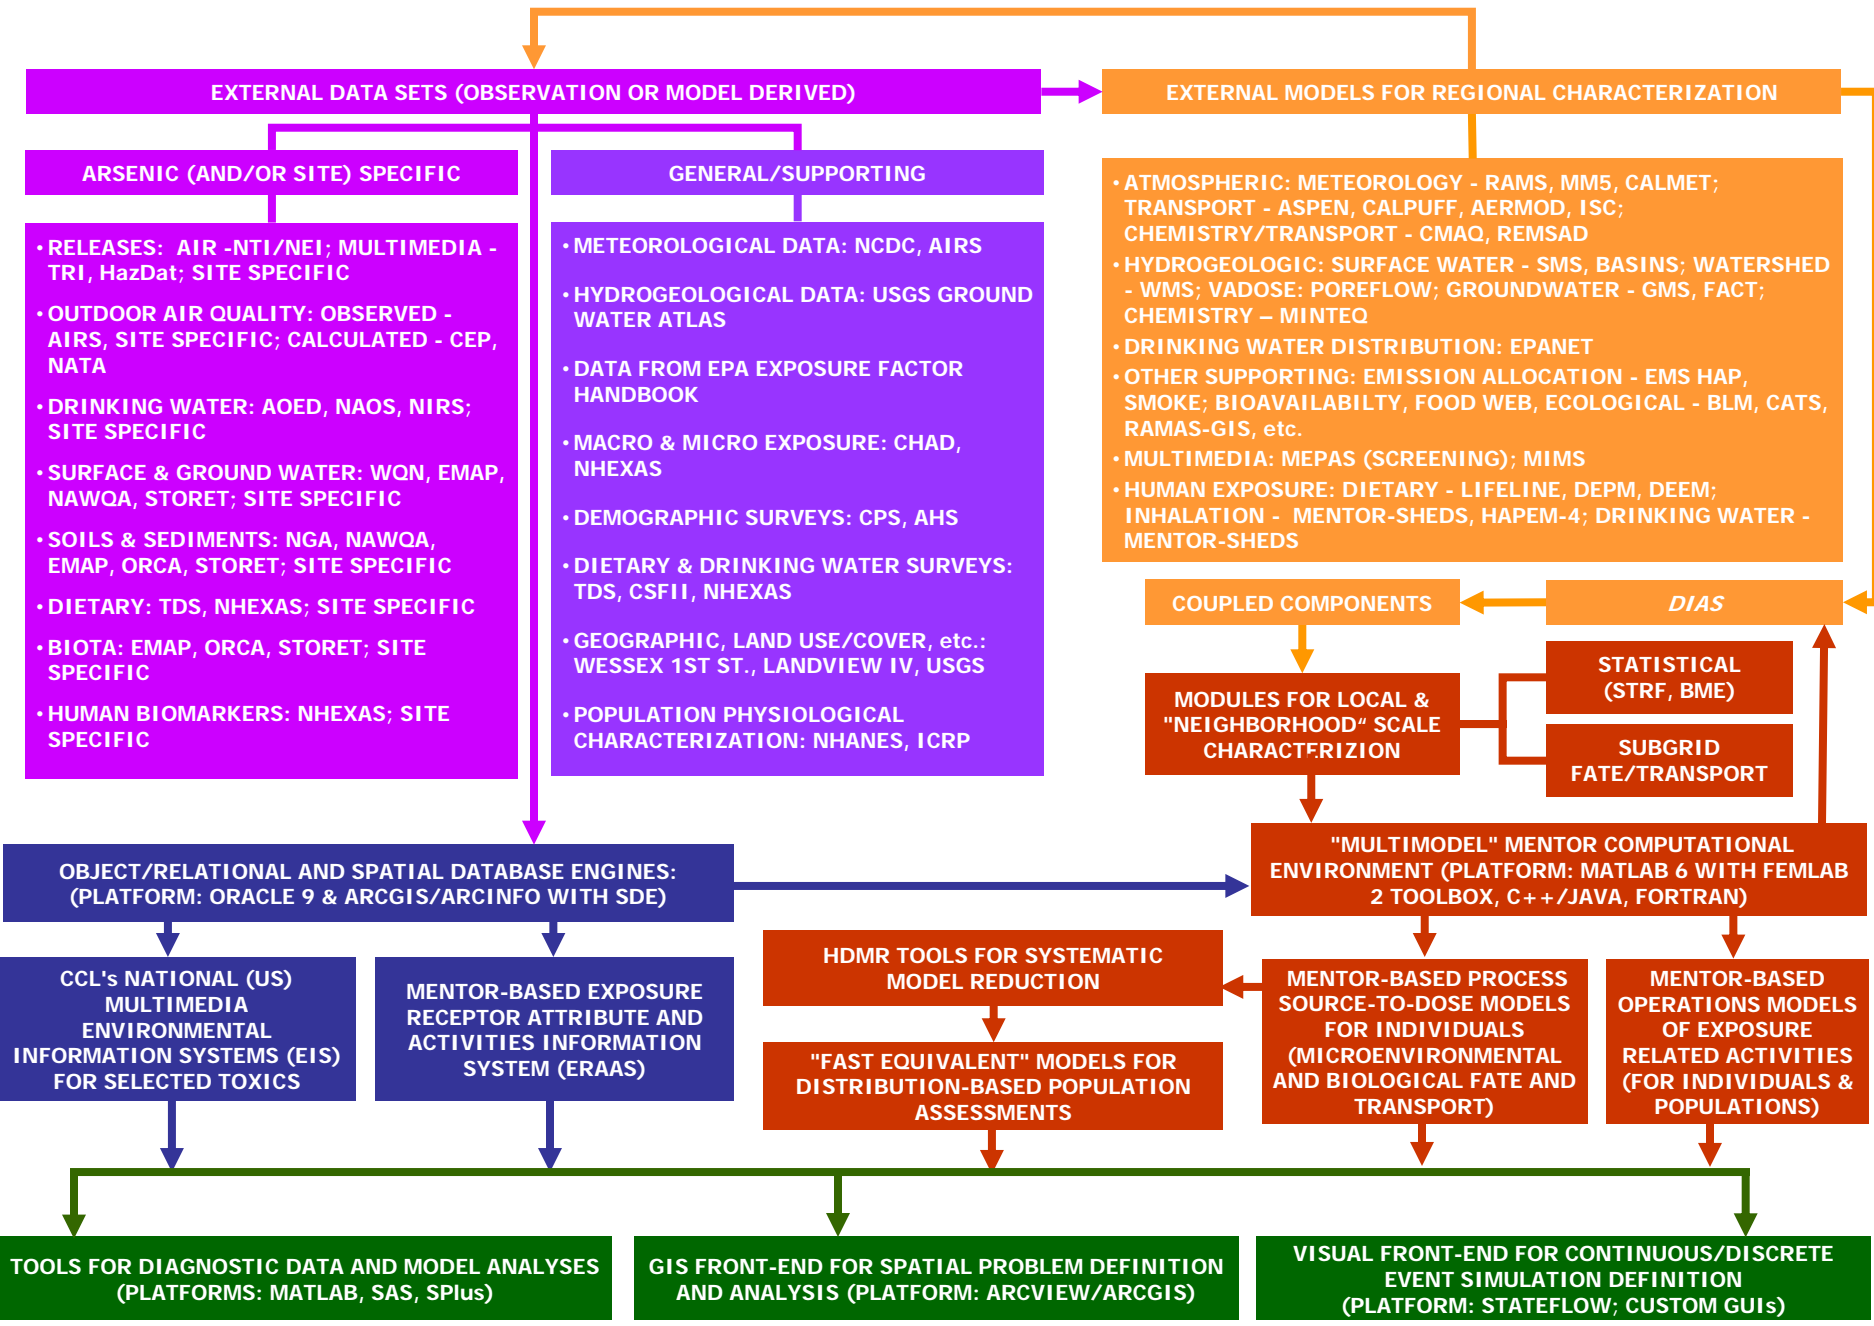 EXTERNAL DATA SETS (OBSERVATION OR MODEL DERIVED)
EXTERNAL MODELS FOR REGIONAL CHARACTERIZATION
ARSENIC (AND/OR SITE) SPECIFIC
• RELEASES: AIR -NTI/NEI; MULTIMEDIA -
TRI, HazDat; SITE SPECIFIC
• OUTDOOR AIR QUALITY: OBSERVED -
AIRS, SITE SPECIFIC; CALCULATED - CEP,
NATA
• DRINKING WATER: AOED, NAOS, NIRS;
SITE SPECIFIC
• SURFACE & GROUND WATER: WQN, EMAP,
NAWQA, STORET; SITE SPECIFIC
• SOILS & SEDIMENTS: NGA, NAWQA,
EMAP, ORCA, STORET; SITE SPECIFIC
• DIETARY: TDS, NHEXAS; SITE SPECIFIC
• BIOTA: EMAP, ORCA, STORET; SITE
SPECIFIC
• HUMAN BIOMARKERS: NHEXAS; SITE
SPECIFIC
GENERAL/SUPPORTING
• METEOROLOGICAL DATA: NCDC, AIRS
• HYDROGEOLOGICAL DATA: USGS GROUND
WATER ATLAS
• DATA FROM EPA EXPOSURE FACTOR
HANDBOOK
• MACRO & MICRO EXPOSURE: CHAD,
NHEXAS
• DEMOGRAPHIC SURVEYS: CPS, AHS
• DIETARY & DRINKING WATER SURVEYS:
TDS, CSFII, NHEXAS
• GEOGRAPHIC, LAND USE/COVER, etc.:
WESSEX 1ST ST., LANDVIEW IV, USGS
• POPULATION PHYSIOLOGICAL
CHARACTERIZATION: NHANES, ICRP
• ATMOSPHERIC: METEOROLOGY - RAMS, MM5, CALMET;
TRANSPORT - ASPEN, CALPUFF, AERMOD, ISC;
CHEMISTRY/TRANSPORT - CMAQ, REMSAD
• HYDROGEOLOGIC: SURFACE WATER - SMS, BASINS; WATERSHED
- WMS; VADOSE: POREFLOW; GROUNDWATER - GMS, FACT;
CHEMISTRY – MINTEQ
• DRINKING WATER DISTRIBUTION: EPANET
• OTHER SUPPORTING: EMISSION ALLOCATION - EMS HAP,
SMOKE; BIOAVAILABILTY, FOOD WEB, ECOLOGICAL - BLM, CATS,
RAMAS-GIS, etc.
• MULTIMEDIA: MEPAS (SCREENING); MIMS
• HUMAN EXPOSURE: DIETARY - LIFELINE, DEPM, DEEM;
INHALATION - MENTOR-SHEDS, HAPEM-4; DRINKING WATER -
MENTOR-SHEDS
COUPLED COMPONENTS
DIAS
MODULES FOR LOCAL &
"NEIGHBORHOOD“ SCALE
CHARACTERIZION
STATISTICAL
(STRF, BME)
SUBGRID
FATE/TRANSPORT
OBJECT/RELATIONAL AND SPATIAL DATABASE ENGINES:
(PLATFORM: ORACLE 9 & ARCGIS/ARCINFO WITH SDE)
"MULTIMODEL" MENTOR COMPUTATIONAL
ENVIRONMENT (PLATFORM: MATLAB 6 WITH FEMLAB
2 TOOLBOX, C++/JAVA, FORTRAN)
CCL's NATIONAL (US)
MULTIMEDIA
ENVIRONMENTAL
INFORMATION SYSTEMS (EIS)
FOR SELECTED TOXICS
MENTOR-BASED EXPOSURE
RECEPTOR ATTRIBUTE AND
ACTIVITIES INFORMATION
SYSTEM (ERAAS)
HDMR TOOLS FOR SYSTEMATIC
MODEL REDUCTION
"FAST EQUIVALENT" MODELS FOR
DISTRIBUTION-BASED POPULATION
ASSESSMENTS
MENTOR-BASED PROCESS
SOURCE-TO-DOSE MODELS
FOR INDIVIDUALS
(MICROENVIRONMENTAL
AND BIOLOGICAL FATE AND
TRANSPORT)
MENTOR-BASED
OPERATIONS MODELS
OF EXPOSURE
RELATED ACTIVITIES
(FOR INDIVIDUALS &
POPULATIONS)
TOOLS FOR DIAGNOSTIC DATA AND MODEL ANALYSES
(PLATFORMS: MATLAB, SAS, SPlus)
GIS FRONT-END FOR SPATIAL PROBLEM DEFINITION
AND ANALYSIS (PLATFORM: ARCVIEW/ARCGIS)
VISUAL FRONT-END FOR CONTINUOUS/DISCRETE
EVENT SIMULATION DEFINITION
(PLATFORM: STATEFLOW; CUSTOM GUIs)